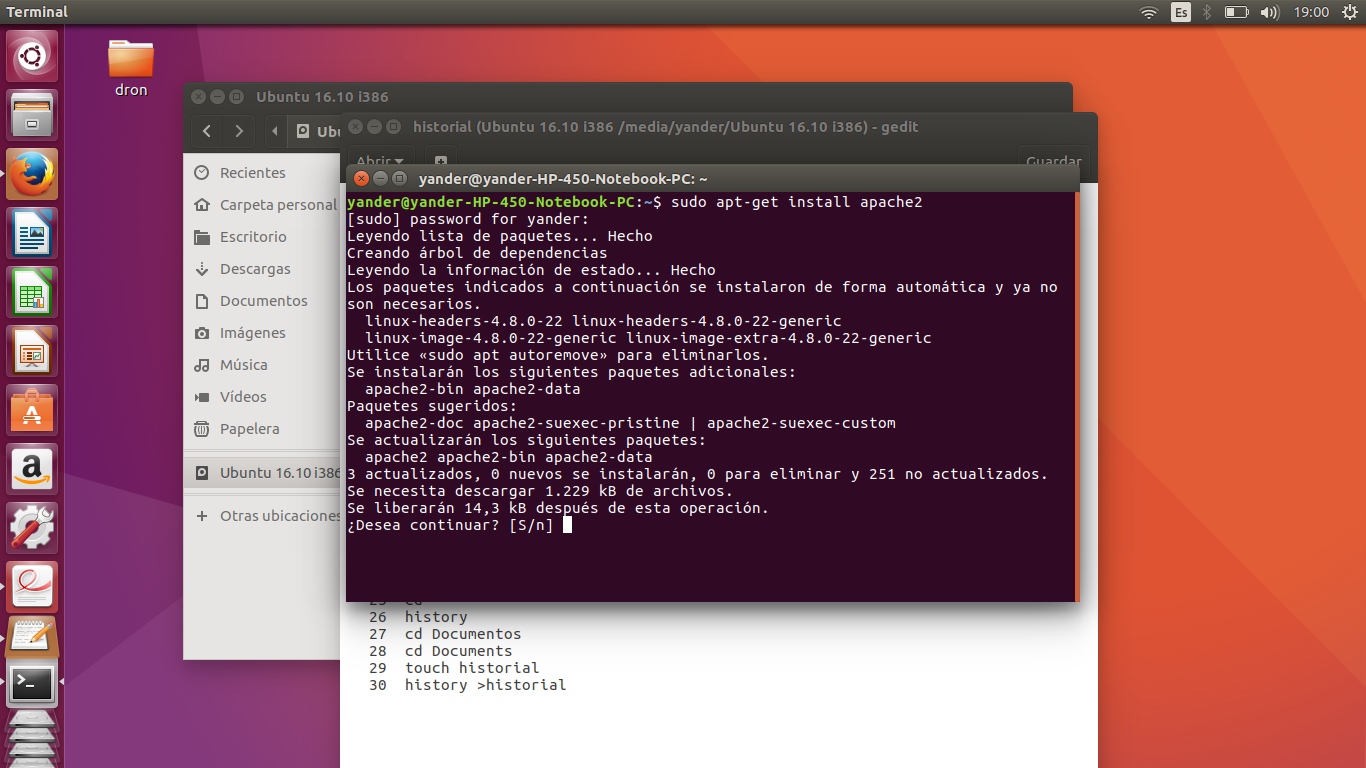 Terminal
Es
19:00
dron
Ubuntu 16.10 i386
Ubu
historial (Ubuntu 16.10 i386 /media/yander/Ubuntu 16.10 i386) - gedit
Abrir
Guardar
Recientes
Carpeta personal
Escritorio
Descargas
Documentos
Imágenes
Música
Vídeos
Papelera
Ubuntu 16.10 i386
Otras ubicaciones
yander@yander-HP-450-Notebook-PC: ~
yander@yander-HP-450-Notebook-PC:~$ sudo apt-get install apache2
[sudo] password for yander:
Leyendo lista de paquetes... Hecho
Creando árbol de dependencias
Leyendo la información de estado... Hecho
Los paquetes indicados a continuación se instalaron de forma automática y ya no
son necesarios.
linux-headers-4.8.0-22 linux-headers-4.8.0-22-generic
linux-image-4.8.0-22-generic linux-image-extra-4.8.0-22-generic
Utilice «sudo apt autoremove» para eliminarlos.
Se instalarán los siguientes paquetes adicionales:
apache2-bin apache2-data
Paquetes sugeridos:
apache2-doc apache2-suexec-pristine | apache2-suexec-custom
Se actualizarán los siguientes paquetes:
apache2 apache2-bin apache2-data
3 actualizados, 0 nuevos se instalarán, 0 para eliminar y 251 no actualizados.
Se necesita descargar 1.229 kB de archivos.
Se liberarán 14,3 kB después de esta operación.
¿Desea continuar? [S/n]
25 cd
26 history
27 cd Documentos
28 cd Documents
29 touch historial
30 history >historial